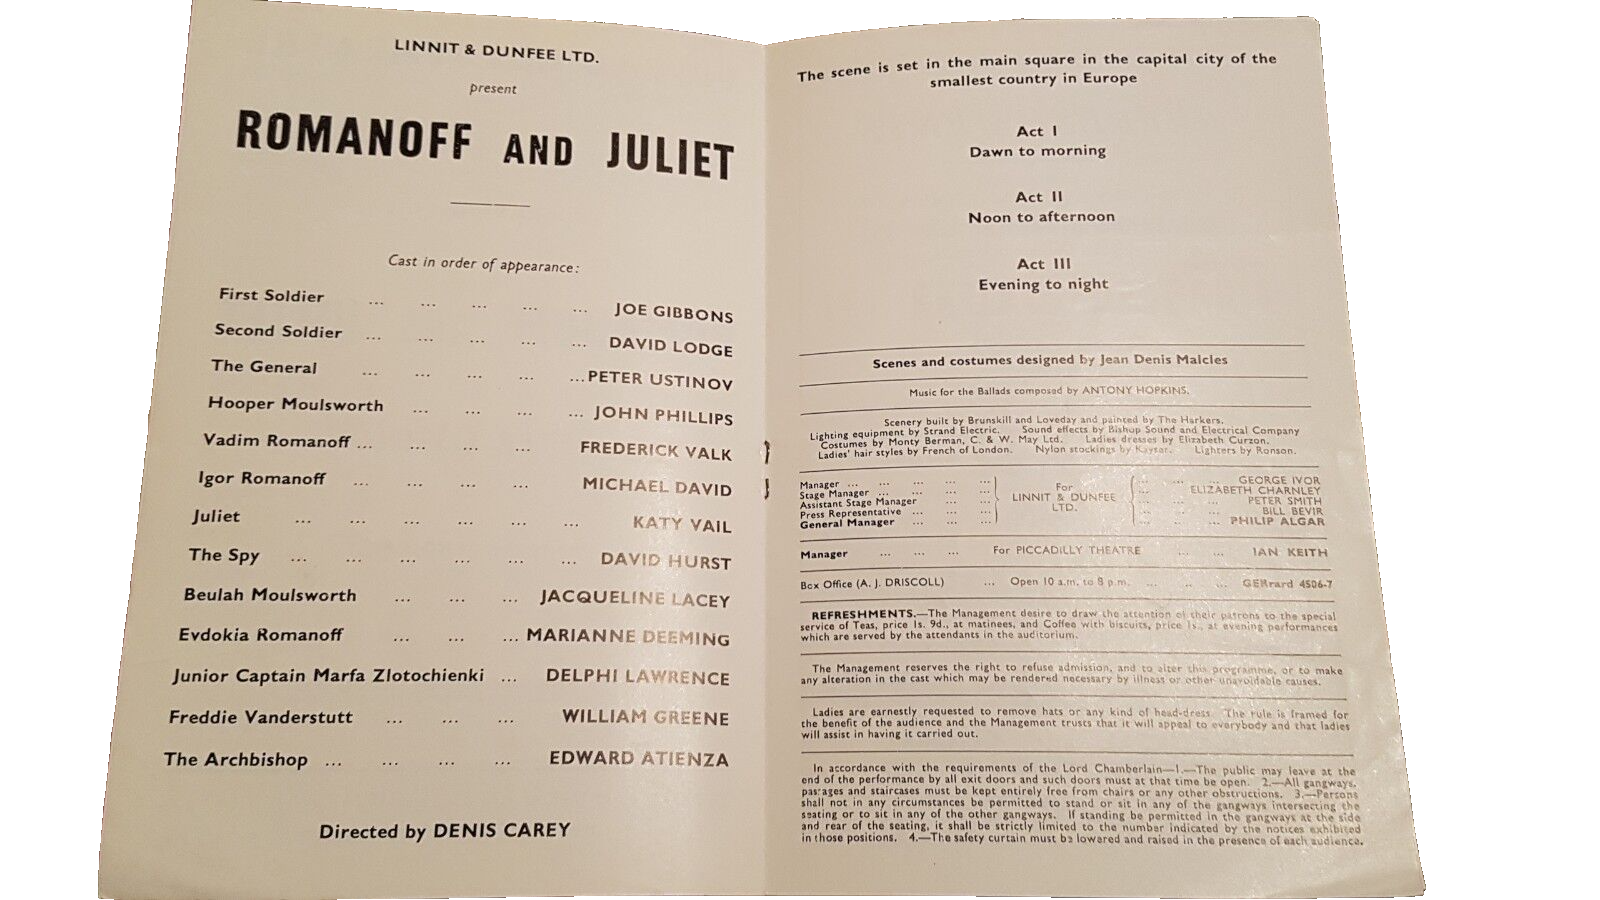 LINNIT & DUNFEE LTD.
present
ROMANOFF AND JULIET
Cast in order of appearance:
First Soldier ... ... ... ... ... JOE GIBBONS
Second Soldier ... ... ... ... ... DAVID LODGE
The General ... ... ... ... ...PETER USTINOV
Hooper Moulsworth ... ... ... ... JOHN PHILLIPS
Vadim Romanoff ... ... ... ... FREDERICK VALK
Igor Romanoff ... ... ... ... MICHAEL DAVID
Juliet ... ... ... ... ... ... KATY VAIL
The Spy ... ... ... ... ... ... DAVID HURST
Beulah Moulsworth ... ... ... JACQUELINE LACEY
Evdokia Romanoff ... ... ... MARIANNE DEEMING
Junior Captain Marfa Zlotochienki ... DELPHI LAWRENCE
Freddie Vanderstutt ... ... ... WILLIAM GREENE
The Archbishop ... ... ... ... EDWARD ATIENZA
Directed by DENIS CAREY
The scene is set in the main square in the capital city of the
smallest country in Europe
Act I
Dawn to morning
Act II
Noon to afternoon
Act III
Evening to night
Scenes and costumes designed by Jean Denis Malcles
Music for the Ballads composed by ANTONY HOPKINS.
Scenery built by Brunskill and Loveday and painted by The Harkers.
Lighting equipment by Strand Electric. Sound effects by Bishop Sound and Electrical Company
Costumes by Monty Berman, C. & W. May Ltd. Ladies dresses by Elizabeth Curzon.
Ladies' hair styles by French of London. Nylon stockings by Kayser. Lighters by Ronson.
Manager ... ... ... ... ... GEORGE IVOR
Stage Manager ... ... ... ... ELIZABETH CHARNLEY
Assistant Stage Manager ... ... PETER SMITH
Press Representative ... ... ... BILL BEVIR
General Manager ... ... ... PHILIP ALGAR
For
LINNIT & DUNFEE
LTD.
Manager ... ... ... For PICCADILLY THEATRE ... ... IAN KEITH
Box Office (A. J. DRISCOLL) ... Open 10 a.m. to 8 p.m. ... ... ... GERrard 4506-7
REFRESHMENTS.—The Management desire to draw the attention of their patrons to the special
service of Teas, price 1s. 9d., at matinees, and Coffee with biscuits, price 1s., at evening performances
which are served by the attendants in the auditorium.
The Management reserves the right to refuse admission, and to alter this programme, or to make
any alteration in the cast which may be rendered necessary by illness or other unavoidable causes.
Ladies are earnestly requested to remove hats or any kind of head-dress. The rule is framed for
the benefit of the audience and the Management trusts that it will appeal to everybody and that ladies
will assist in having it carried out.
In accordance with the requirements of the Lord Chamberlain—1.—The public may leave at the
end of the performance by all exit doors and such doors must at that time be open. 2.—All gangways,
passages and staircases must be kept entirely free from chairs or any other obstructions. 3.—Persons
shall not in any circumstances be permitted to stand or sit in any of the gangways intersecting the
seating or to sit in any of the other gangways. If standing be permitted in the gangways at the side
and rear of the seating, it shall be strictly limited to the number indicated by the notices exhibited
in those positions. 4.—The safety curtain must be lowered and raised in the presence of each audience.